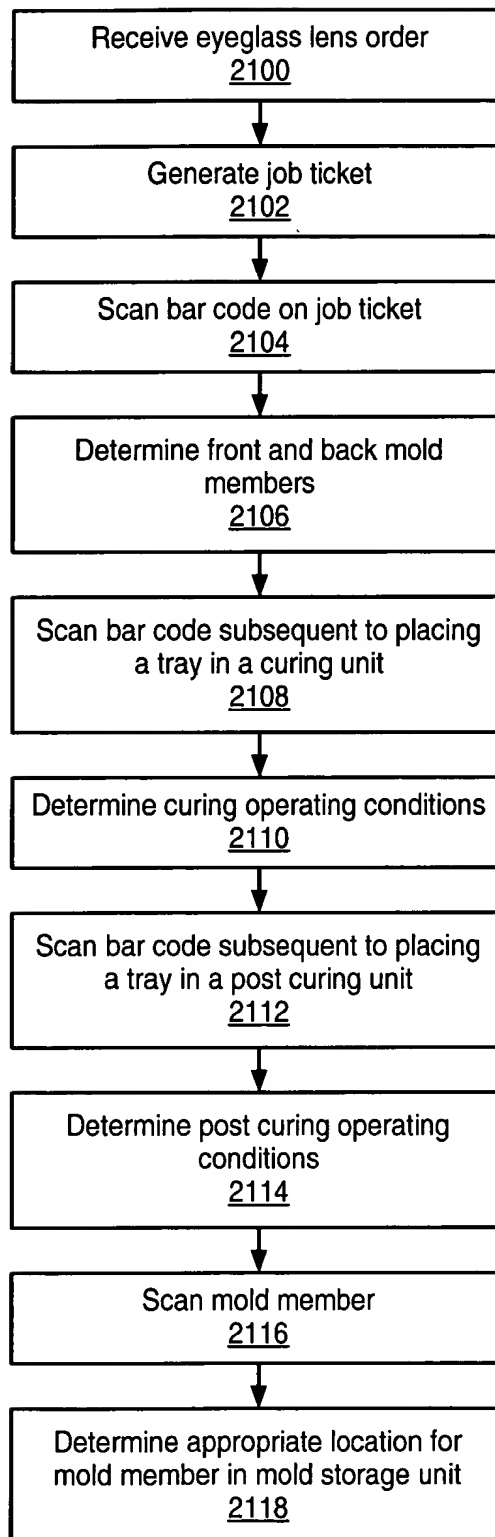 Receive eyeglass lens order
2100
Generate job ticket
2102
Scan bar code on job ticket
2104
Determine front and back mold
members
2106
Scan bar code subsequent to placing
a tray in a curing unit
2108
Determine curing operating conditions
2110
Scan bar code subsequent to placing
a tray in a post curing unit
2112
Determine post curing operating
conditions
2114
Scan mold member
2116
Determine appropriate location for
mold member in mold storage unit
2118